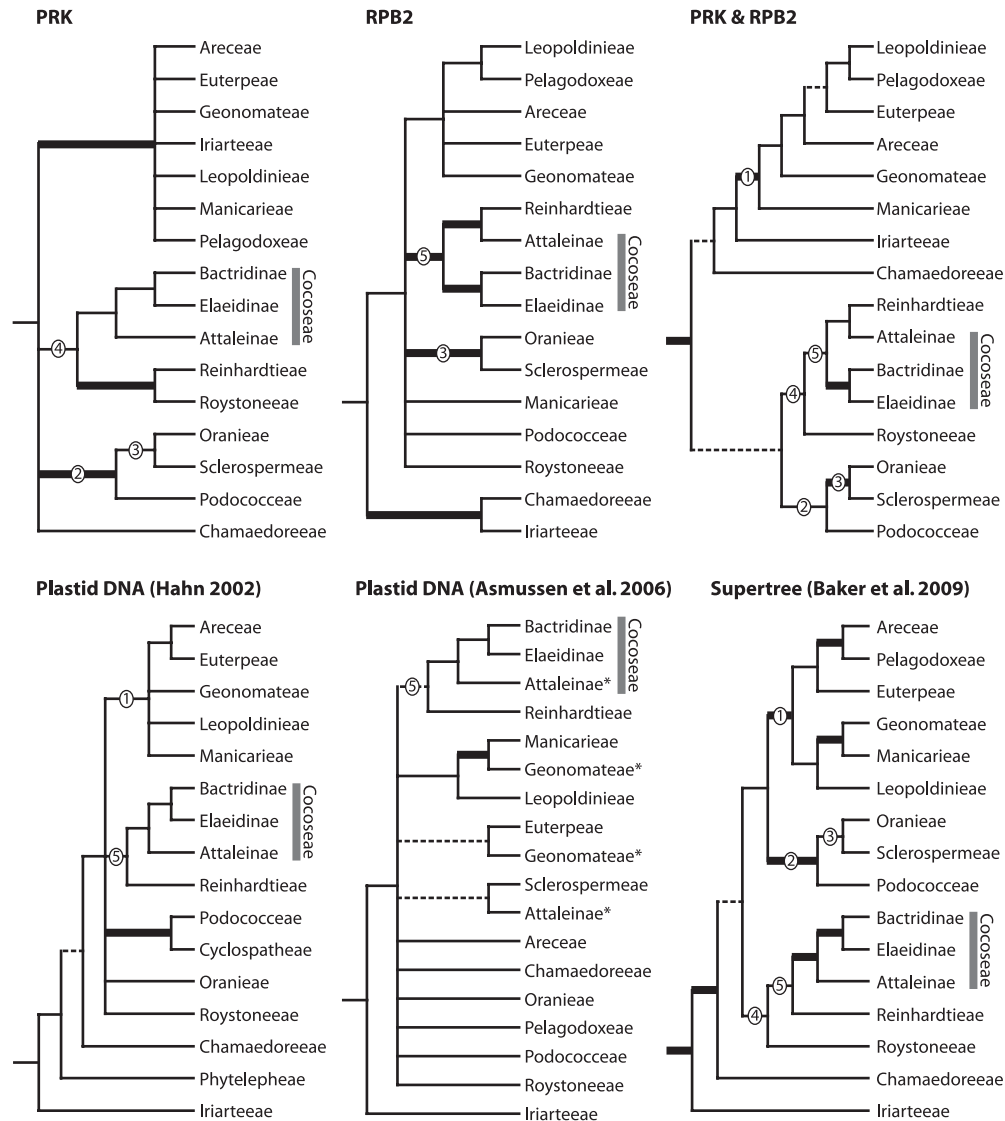 PRK
Areceae
Euterpeae
Geonomateae
Iriarteeae
Leopoldinieae
Manicarieae
Pelagodoxeae
Bactridinae
Elaeidinae
Attaleinae
Cocoseae
4
Reinhardtieae
Roystoneeae
Oranieae
3
Sclerospermeae
2
Podococceae
Chamaedoreeae
RPB2
Leopoldinieae
Pelagodoxeae
Areceae
Euterpeae
Geonomateae
Reinhardtieae
Attaleinae
5
Bactridinae
Elaeidinae
Cocoseae
Oranieae
3
Sclerospermeae
Manicarieae
Podococceae
Roystoneeae
Chamaedoreeae
Iriarteeae
PRK & RPB2
Leopoldinieae
Pelagodoxeae
Euterpeae
Areceae
Geonomateae
1
Manicarieae
Iriarteeae
Chamaedoreeae
Reinhardtieae
Attaleinae
5
Bactridinae
4
Elaeidinae
Cocoseae
Roystoneeae
Oranieae
3
Sclerospermeae
2
Podococceae
Plastid DNA (Hahn 2002)
Areceae
Euterpeae
Geonomateae
1
Leopoldinieae
Manicarieae
Bactridinae
Elaeidinae
Attaleinae
Cocoseae
5
Reinhardtieae
Podococceae
Cyclospatheae
Oranieae
Roystoneeae
Chamaedoreeae
Phytelepheae
Iriarteeae
Plastid DNA (Asmussen et al. 2006)
Bactridinae
Elaeidinae
Attaleinae*
Cocoseae
5
Reinhardtieae
Manicarieae
Geonomateae*
Leopoldinieae
Euterpeae
Geonomateae*
Sclerospermeae
Attaleinae*
Areceae
Chamaedoreeae
Oranieae
Pelagodoxeae
Podococceae
Roystoneeae
Iriarteeae
Supertree (Baker et al. 2009)
Areceae
Pelagodoxeae
Euterpeae
1
Geonomateae
Manicarieae
Leopoldinieae
Oranieae
3
Sclerospermeae
2
Podococceae
Bactridinae
Elaeidinae
Attaleinae
Cocoseae
5
Reinhardtieae
4
Roystoneeae
Chamaedoreeae
Iriarteeae